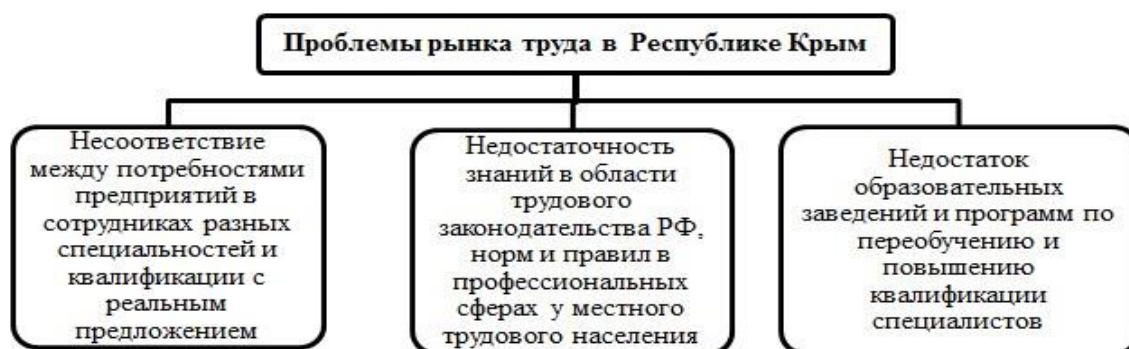 Проблемы рынка труда в Республике Крым
Несоответствие
между потребностями
предприятий в
сотрудниках разных
специальностей и
квалификации с
реальным
предложением
Недостаточность
знаний в области
трудового
законодательства РФ,
норм и правил в
профессиональных
сферах у местного
трудового населения
Недостаток
образовательных
заведений и программ по
переобучению и
повышению
квалификации
специалистов